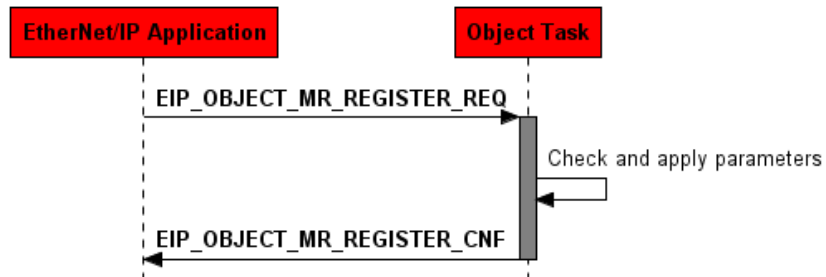 EtherNet/IP Application
Object Task
EIP_OBJECT_MR_REGISTER_REQ
Check and apply parameters
EIP_OBJECT_MR_REGISTER_CNF